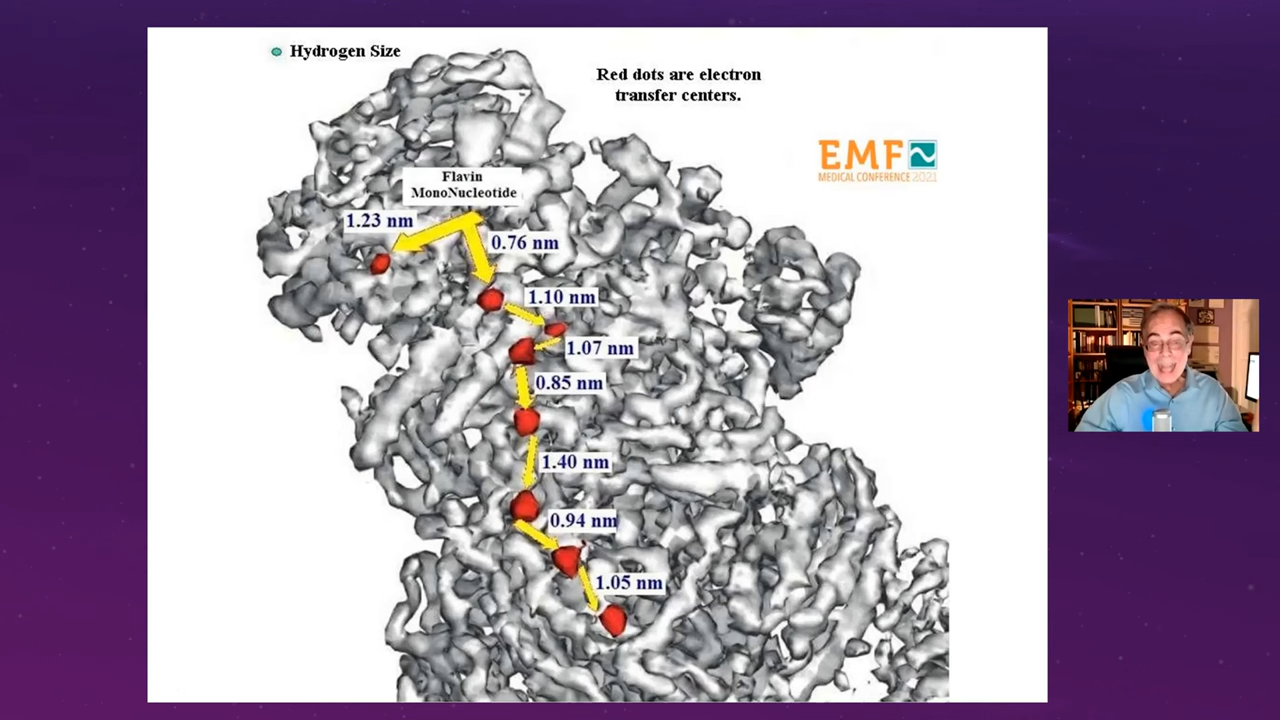 Hydrogen Size
Red dots are electron
transfer centers.
EMF
MEDICAL CONFERENCE 2021
Flavin
MonoNucleotide
1.23 nm
0.76 nm
1.10 nm
1.07 nm
0.85 nm
1.40 nm
0.94 nm
1.05 nm